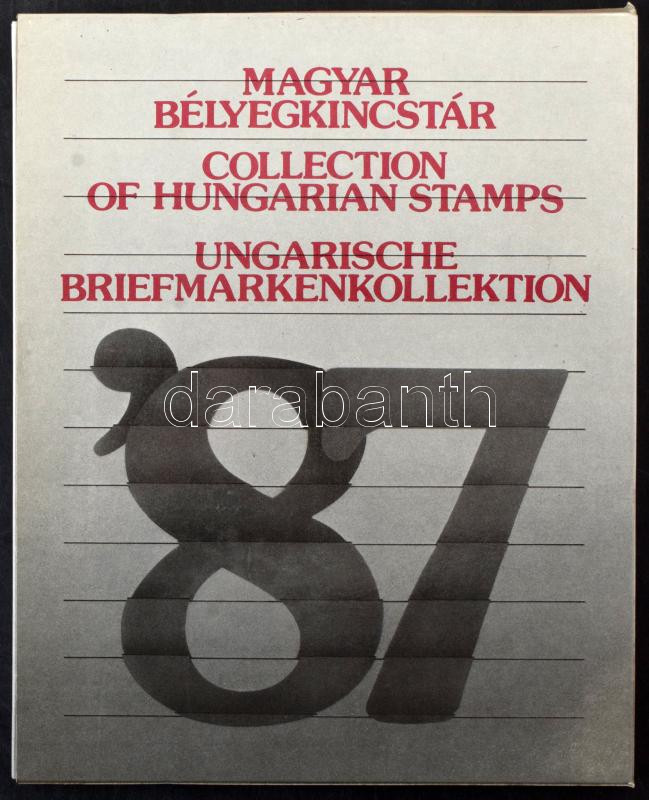 MAGYAR
BÉLYEGKINCSTÁR
COLLECTION
OF HUNGARIAN STAMPS
UNGARISCHE
BRIEFMARKENKOLLEKTION
'87
darabanth